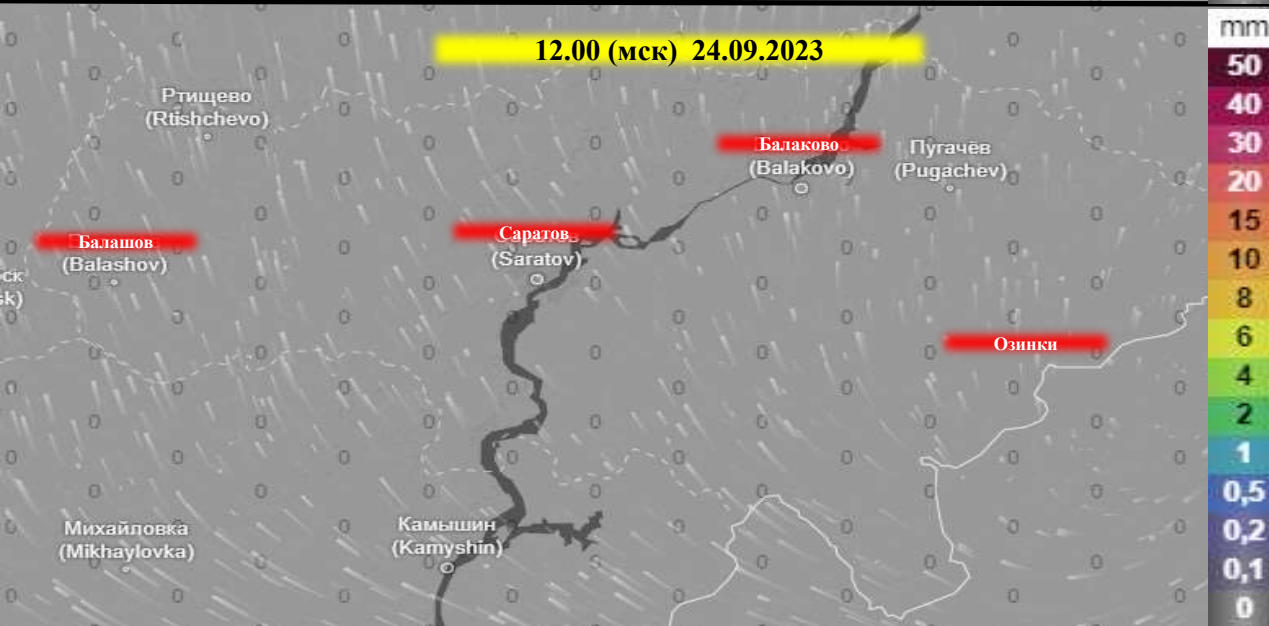 12.00 (мск) 24.09.2023
mm
50
40
30
20
15
10
8
6
4
2
1
0,5
0,2
0,1
0
Ртищево
(Rtishchevo)
Балаково
(Balakovo)
Пугачёв
(Pugachev)
Балашов
(Balashov)
Саратов
(Saratov)
ск
sk)
Озинки
Михайловка
(Mikhaylovka)
Камышин
(Kamyshin)